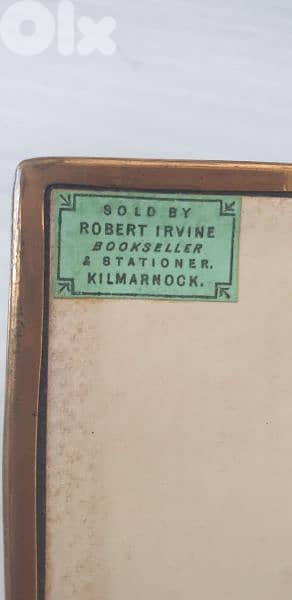 Olx
SOLD BY
ROBERT IRVINE
BOOKSELLER
& STATIONER.
KILMARNOCK.